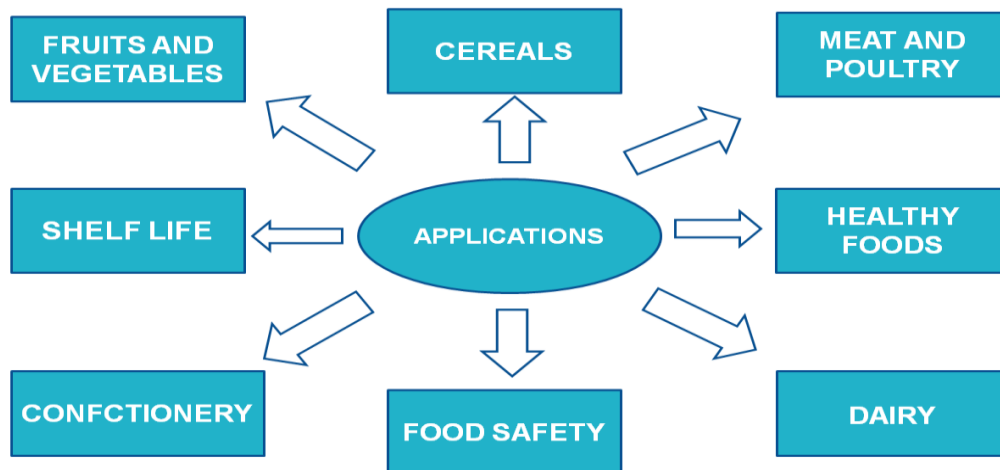 FRUITS AND
VEGETABLES
CEREALS
MEAT AND
POULTRY
SHELF LIFE
APPLICATIONS
HEALTHY
FOODS
CONFCTIONERY
FOOD SAFETY
DAIRY